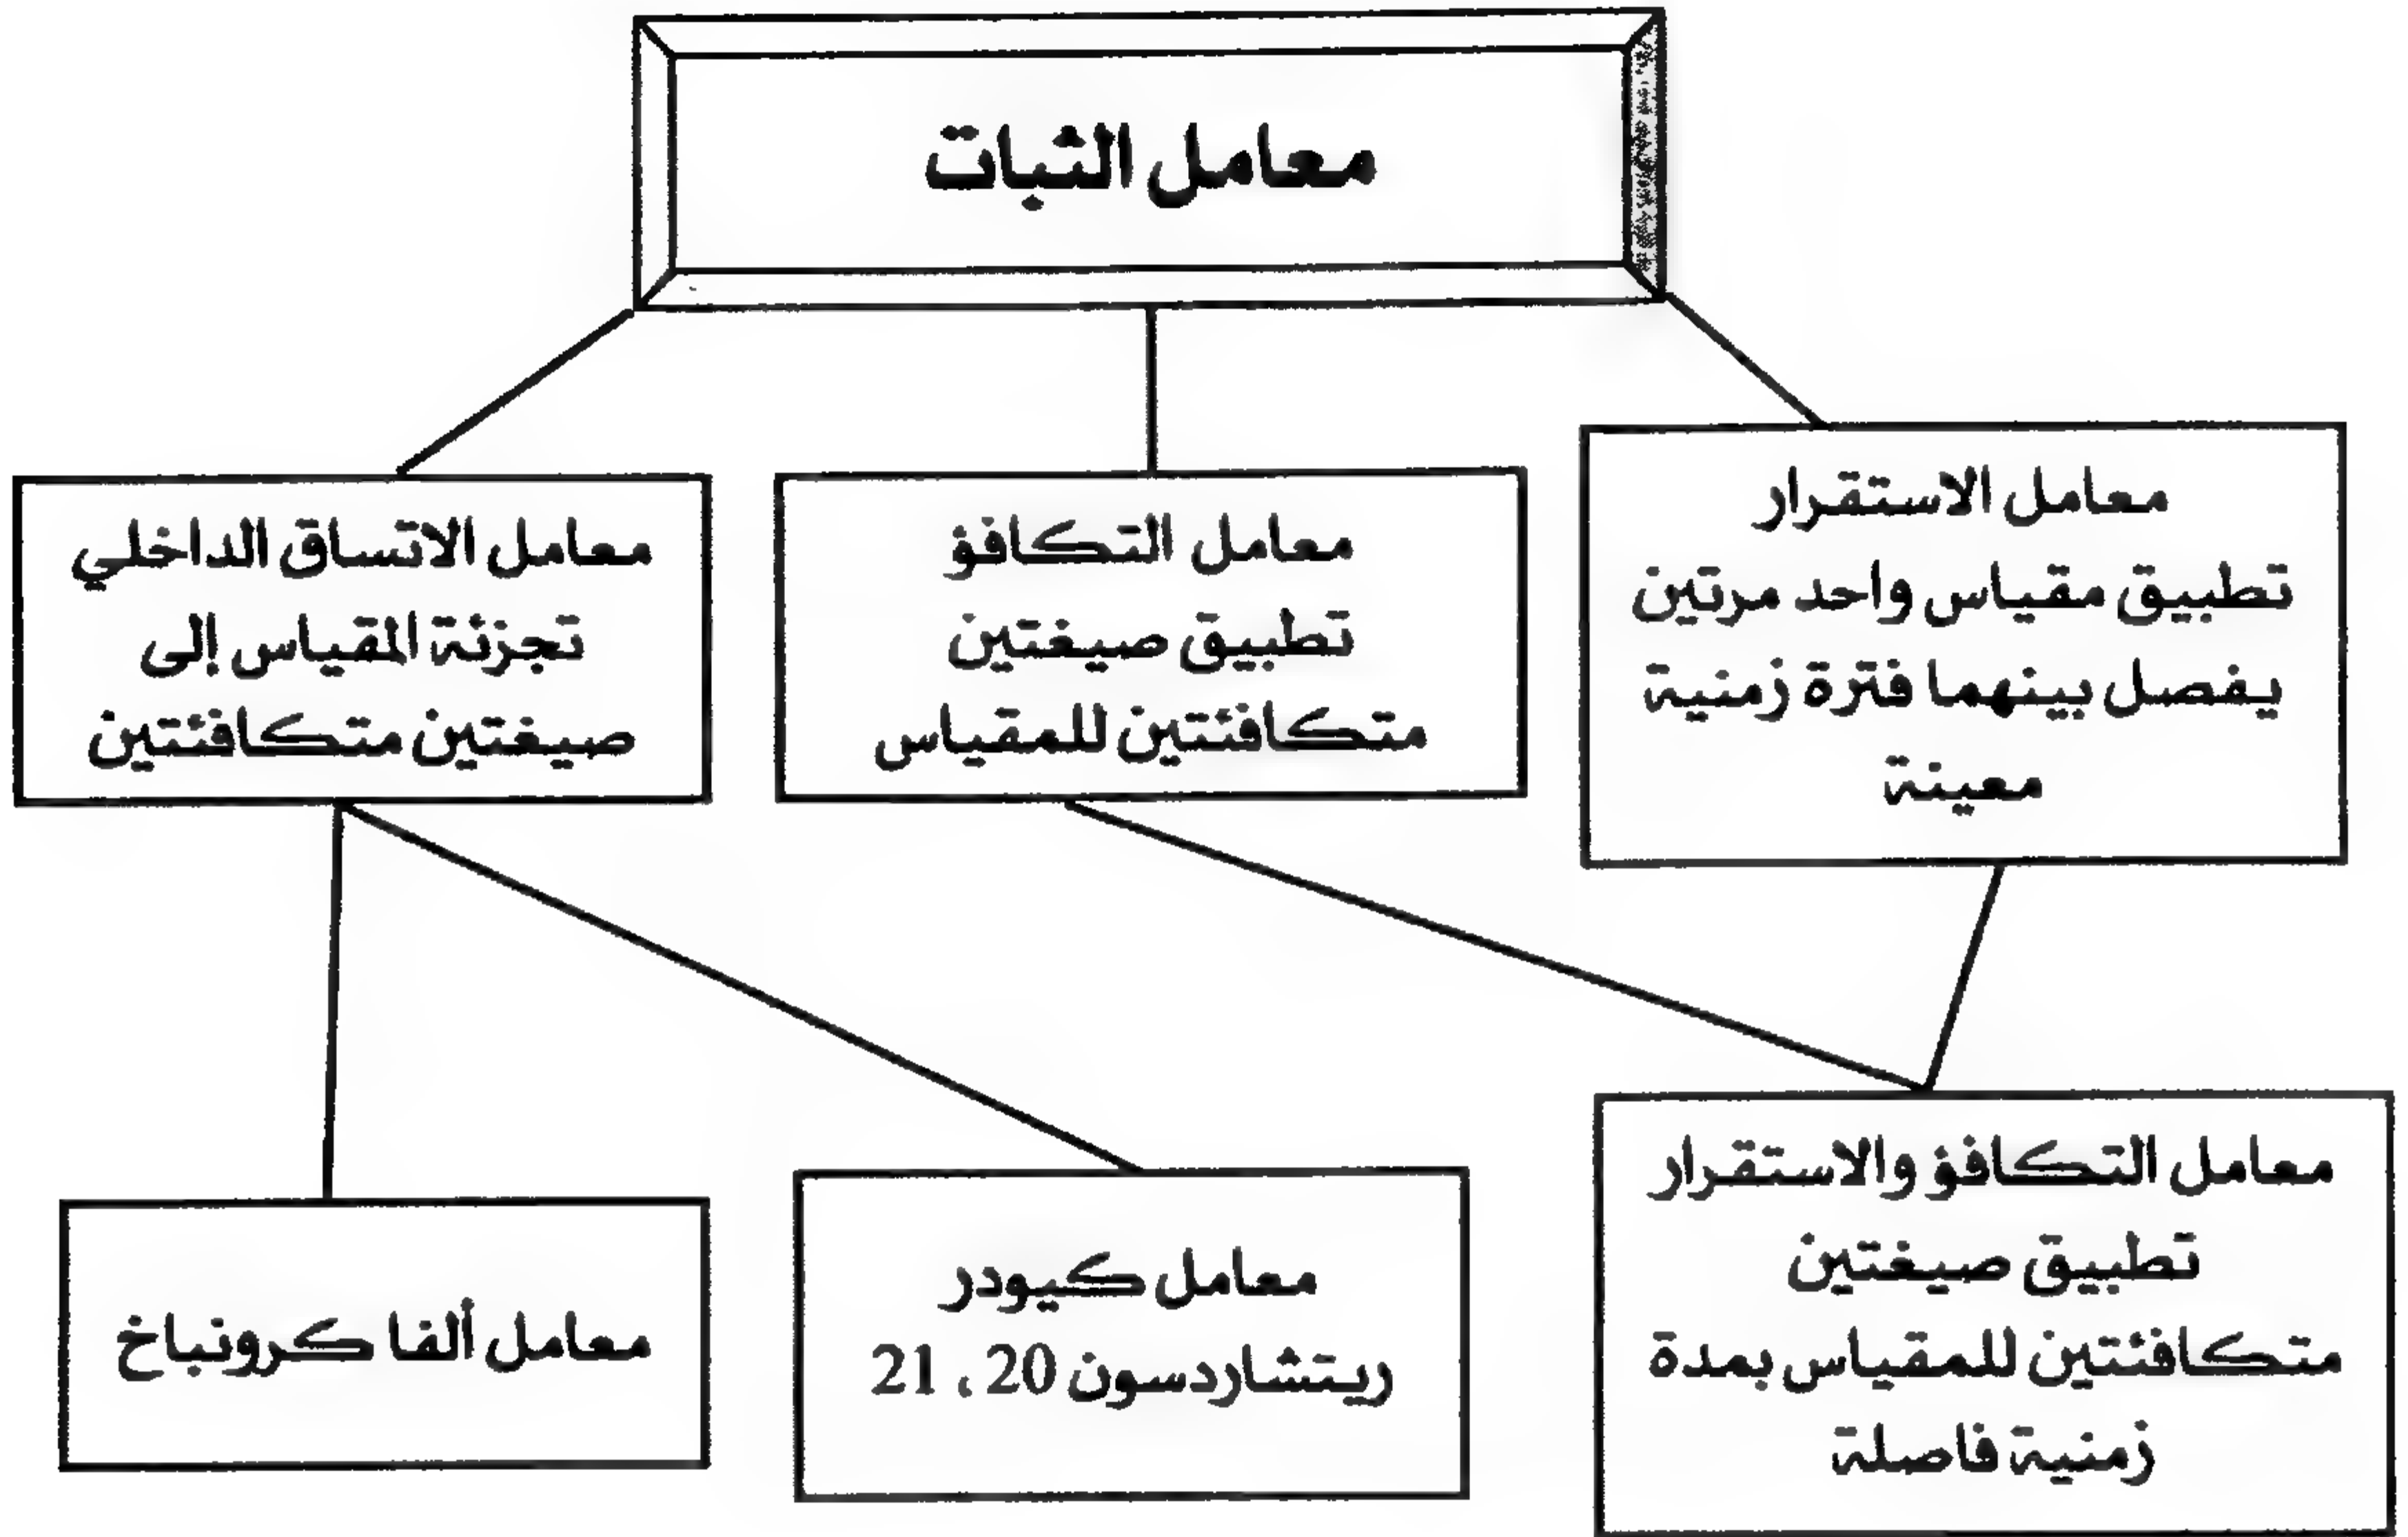 معامل الثبات
معامل الاستقرار
تطبيق مقياس واحد مرتين
يفصل بينهما فترة زمنية
معينة
معامل التكافؤ
تطبيق صيغتين
متكافئتين للمقياس
معامل الاتساق الداخلي
تجزئة المقياس إلى
صيغتين متكافئتين
معامل التكافؤ والاستقرار
تطبيق صيغتين
متكافئتين للمقياس بمدة
زمنية فاصلة
معامل كيودر
ريتشاردسون 20 ، 21
معامل ألفا كرونباخ